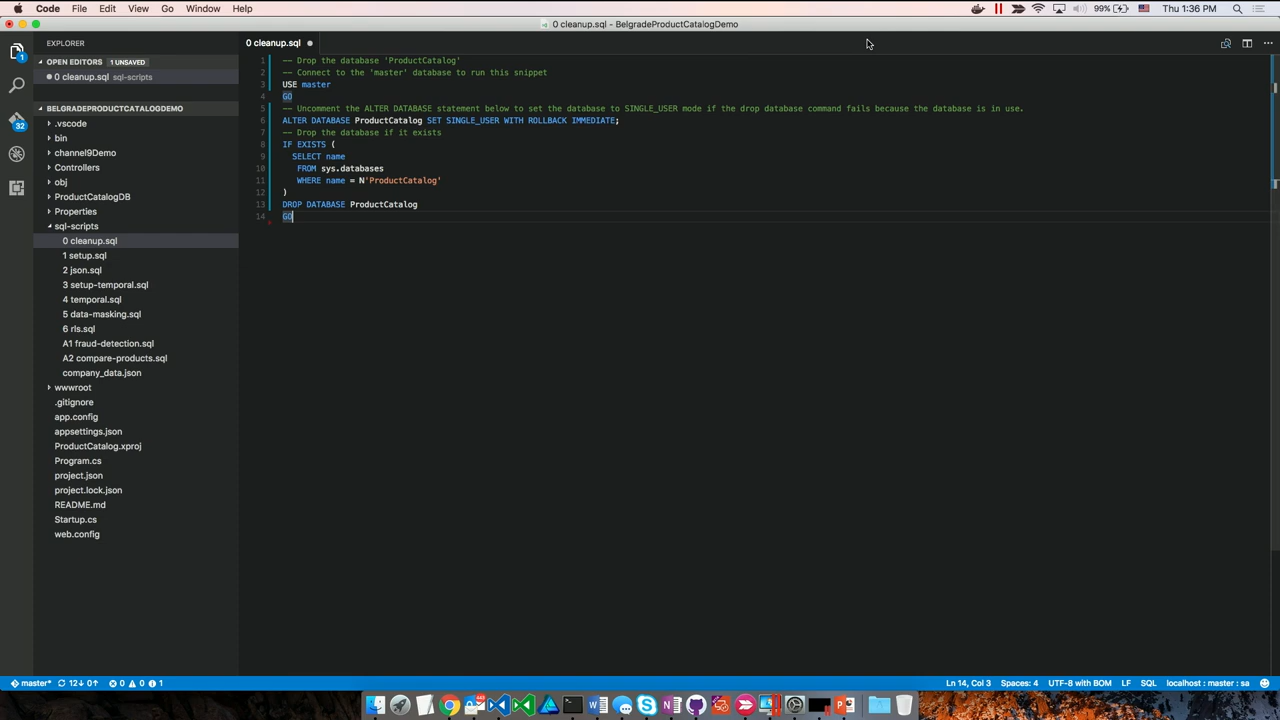 Code File Edit View Go Window Help
99% Thu 1:36 PM
0 cleanup.sql - BelgradeProductCatalogDemo
EXPLORER
OPEN EDITORS 1 UNSAVED
0 cleanup.sql sql-scripts
BELGRADEPRODUCTCATALOGDEMO
.vscode
bin
channel9Demo
Controllers
obj
ProductCatalogDB
Properties
sql-scripts
0 cleanup.sql
1 setup.sql
2 json.sql
3 setup-temporal.sql
4 temporal.sql
5 data-masking.sql
6 rls.sql
A1 fraud-detection.sql
A2 compare-products.sql
company_data.json
wwwroot
.gitignore
app.config
appsettings.json
ProductCatalog.xproj
Program.cs
project.json
project.lock.json
README.md
Startup.cs
web.config
1
32
0 cleanup.sql
1 -- Drop the database 'ProductCatalog'
2 -- Connect to the 'master' database to run this snippet
3 USE master
4 GO
5 -- Uncomment the ALTER DATABASE statement below to set the database to SINGLE_USER mode if the drop database command fails because the database is in use.
6 ALTER DATABASE ProductCatalog SET SINGLE_USER WITH ROLLBACK IMMEDIATE;
7 -- Drop the database if it exists
8 IF EXISTS (
9 SELECT name
10 FROM sys.databases
11 WHERE name = N'ProductCatalog'
12 )
13 DROP DATABASE ProductCatalog
14 GO
master* 12↓ 0↑ 0 0 1
Ln 14, Col 3 Spaces: 4 UTF-8 with BOM LF SQL localhost : master : sa